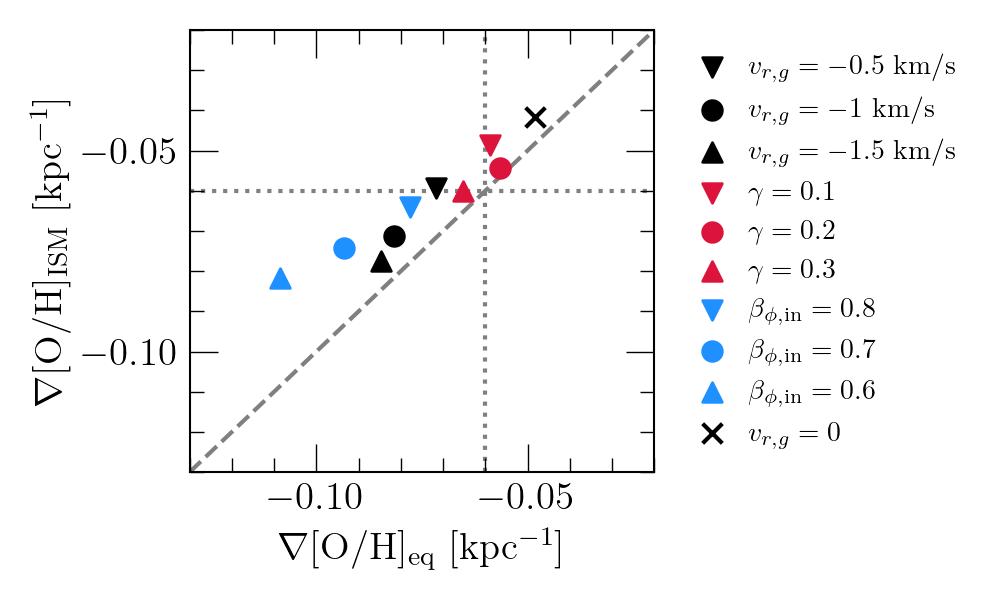 ∇[O/H]ISM [kpc−1]
−0.05
−0.10
−0.10
−0.05
∇[O/H]eq [kpc−1]
vr,g = −0.5 km/s
vr,g = −1 km/s
vr,g = −1.5 km/s
γ = 0.1
γ = 0.2
γ = 0.3
βϕ,in = 0.8
βϕ,in = 0.7
βϕ,in = 0.6
vr,g = 0